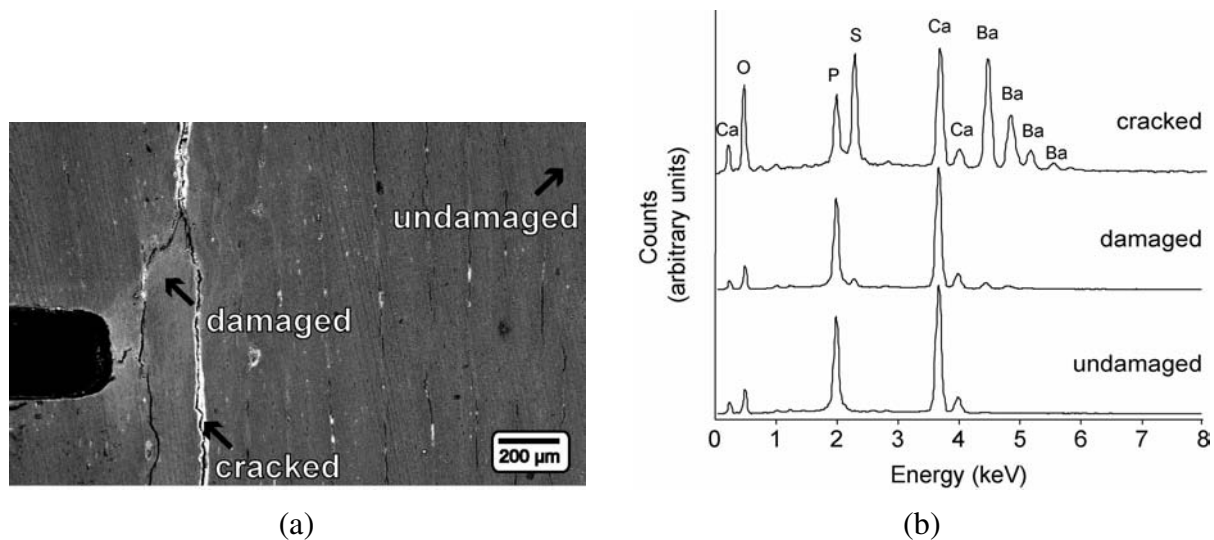 undamaged
damaged
cracked
200 µm
(a)
Counts
(arbitrary units)
Ca
O
P
S
Ca
Ca
Ba
Ba
Ba
Ba
cracked
damaged
undamaged
0 1 2 3 4 5 6 7 8
Energy (keV)
(b)